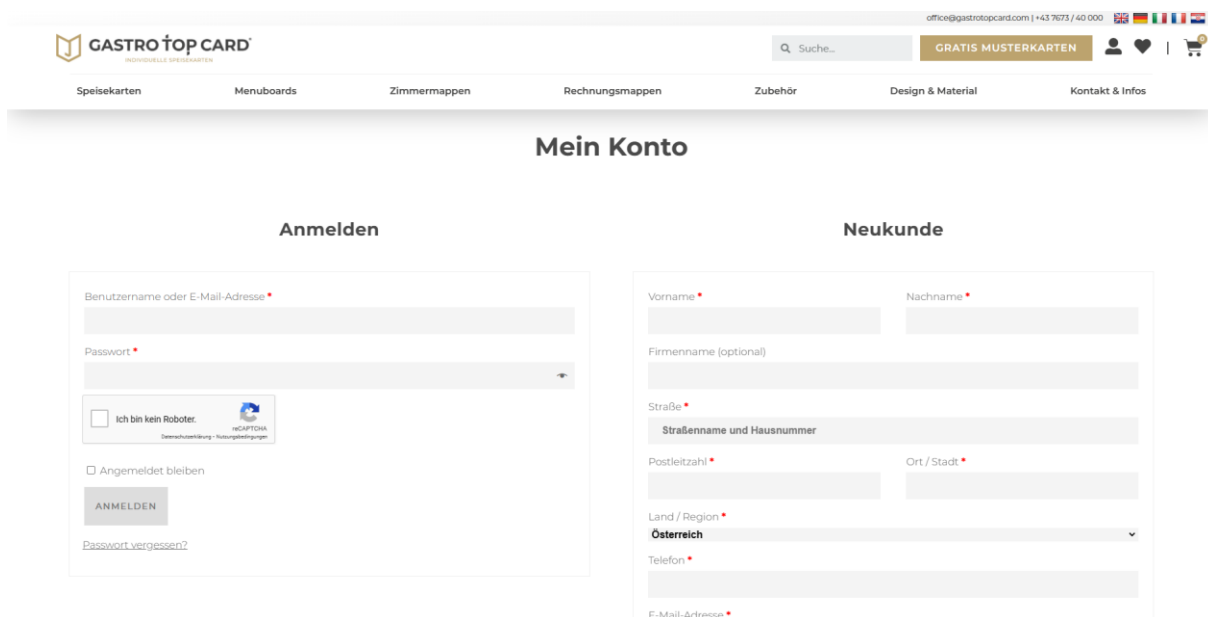 office@gastrotopcard.com | +43 7673 / 40 000
GASTRO TOP CARD®
INDIVIDUELLE SPEISEKARTEN
Suche...
GRATIS MUSTERKARTEN
|
0
Speisekarten Menuboards Zimmermappen Rechnungsmappen Zubehör Design & Material Kontakt & Infos
Mein Konto
Anmelden
Benutzername oder E-Mail-Adresse *
Passwort *
Ich bin kein Roboter.
reCAPTCHA
Datenschutzerklärung - Nutzungsbedingungen
Angemeldet bleiben
ANMELDEN
Passwort vergessen?
Neukunde
Vorname * Nachname *
Firmenname (optional)
Straße *
Straßenname und Hausnummer
Postleitzahl * Ort / Stadt *
Land / Region *
Österreich
Telefon *
E-Mail-Adresse *